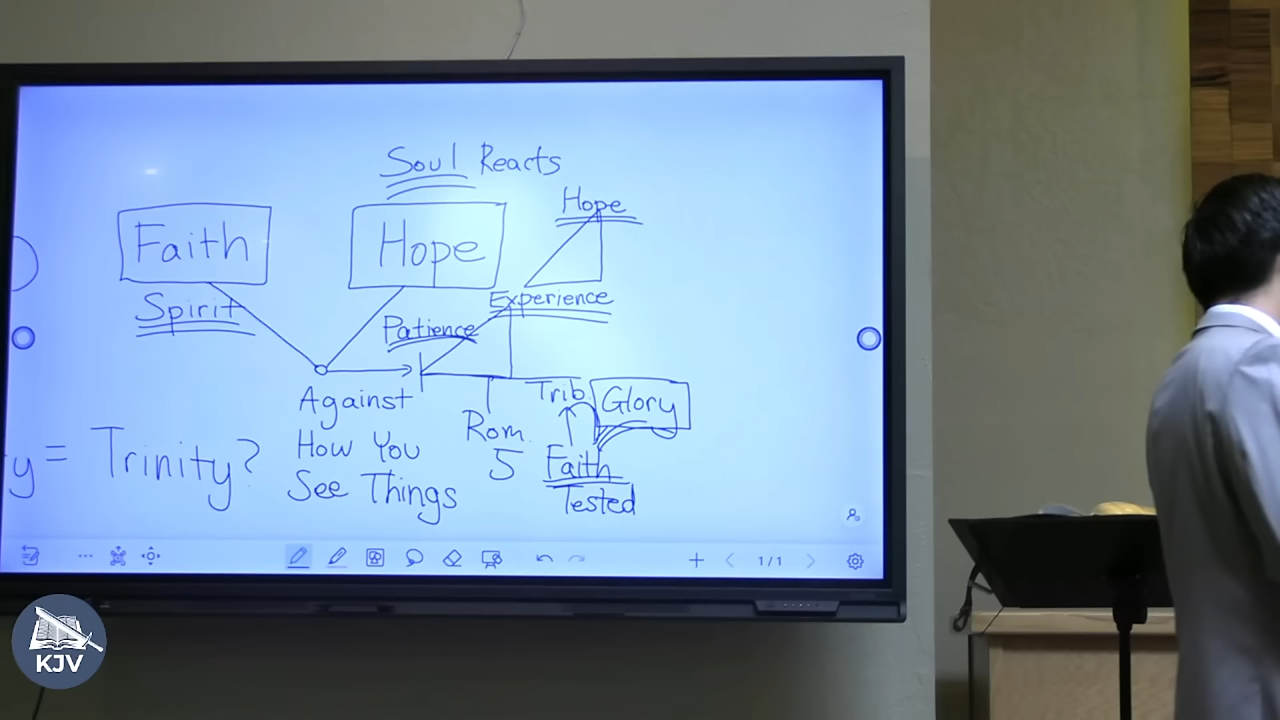 Soul Reacts
Hope
Faith
Hope
Spirit
Experience
Patience
Trib
Glory
Against
How You
See Things
Rom.
5
Faith
Tested
y = Trinity?
1/1
KJV